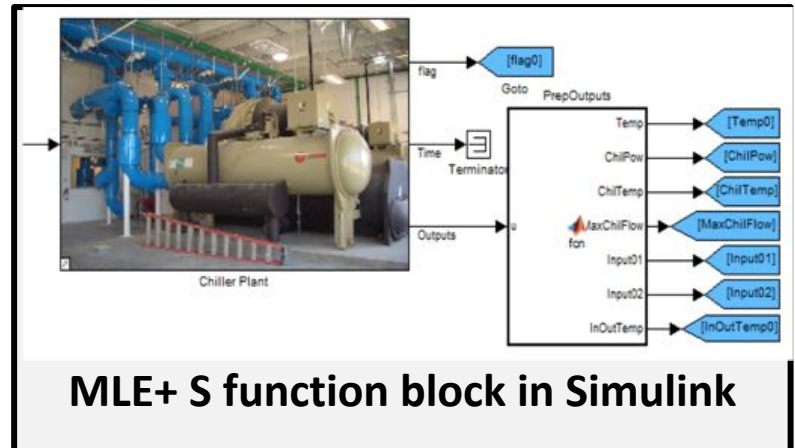 flag
[flag0]
Goto
PrepOutputs
Time
Terminator
Outputs
Chiller Plant
u
fcn
Temp
[Temp0]
ChilPow
[ChilPow]
ChilTemp
[ChilTemp]
MaxChilFlow
[MaxChilFlow]
Input01
[Input01]
Input02
[Input02]
InOutTemp
[InOutTemp0]
MLE+ S function block in Simulink